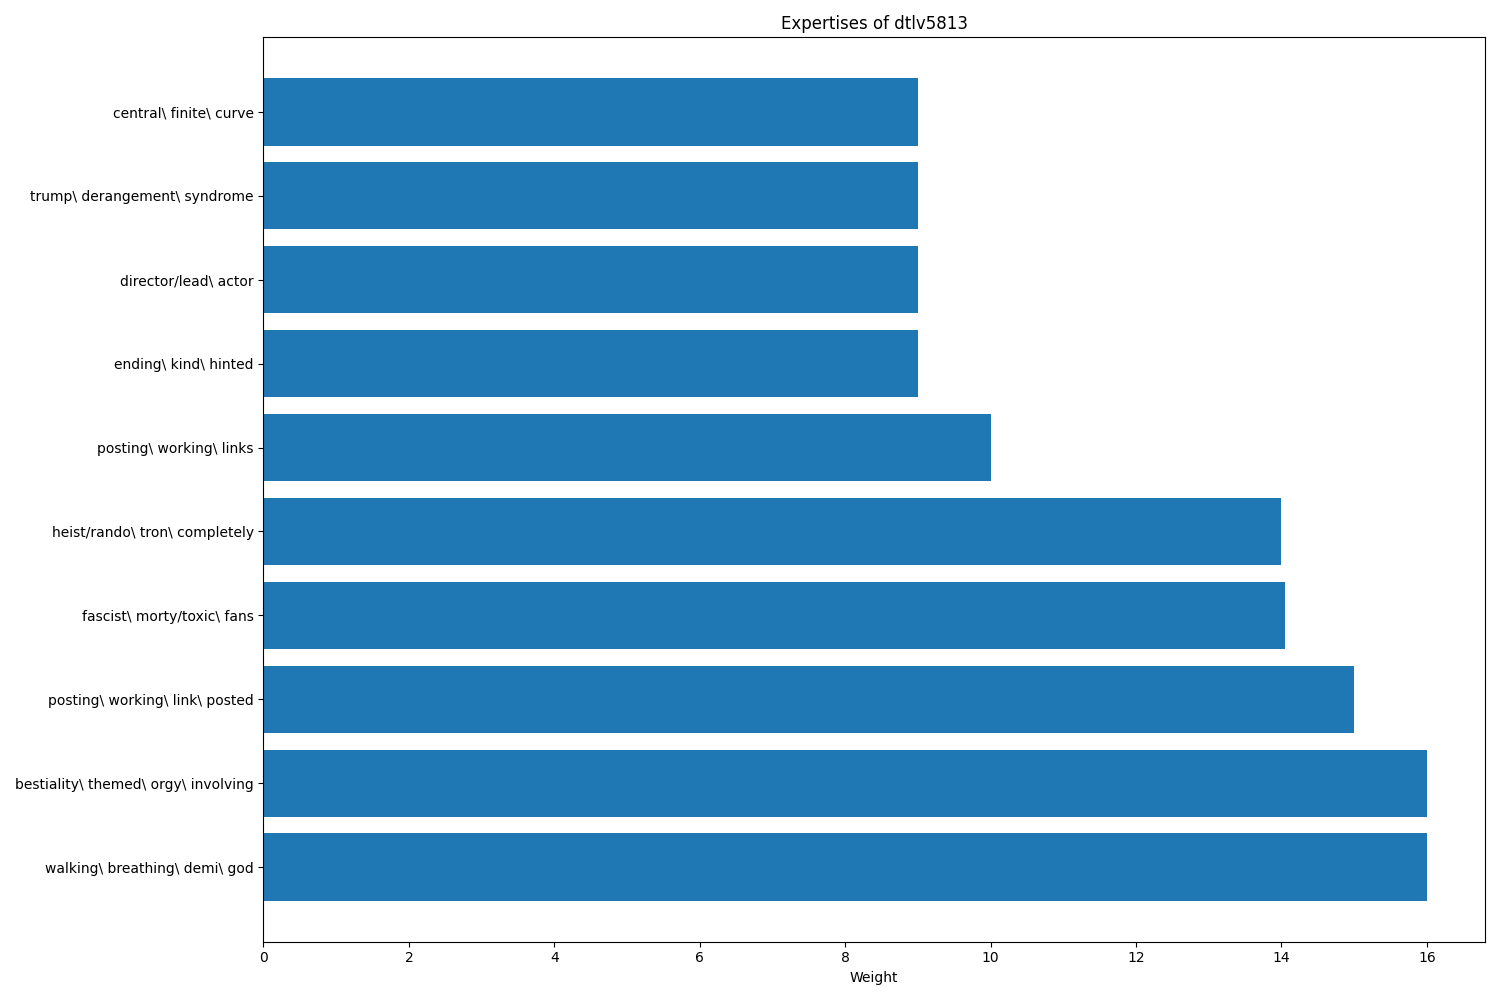 Expertises of dtlv5813
central\ finite\ curve
trump\ derangement\ syndrome
director/lead\ actor
ending\ kind\ hinted
posting\ working\ links
heist/rando\ tron\ completely
fascist\ morty/toxic\ fans
posting\ working\ link\ posted
bestiality\ themed\ orgy\ involving
walking\ breathing\ demi\ god
0 2 4 6 8 10 12 14 16
Weight